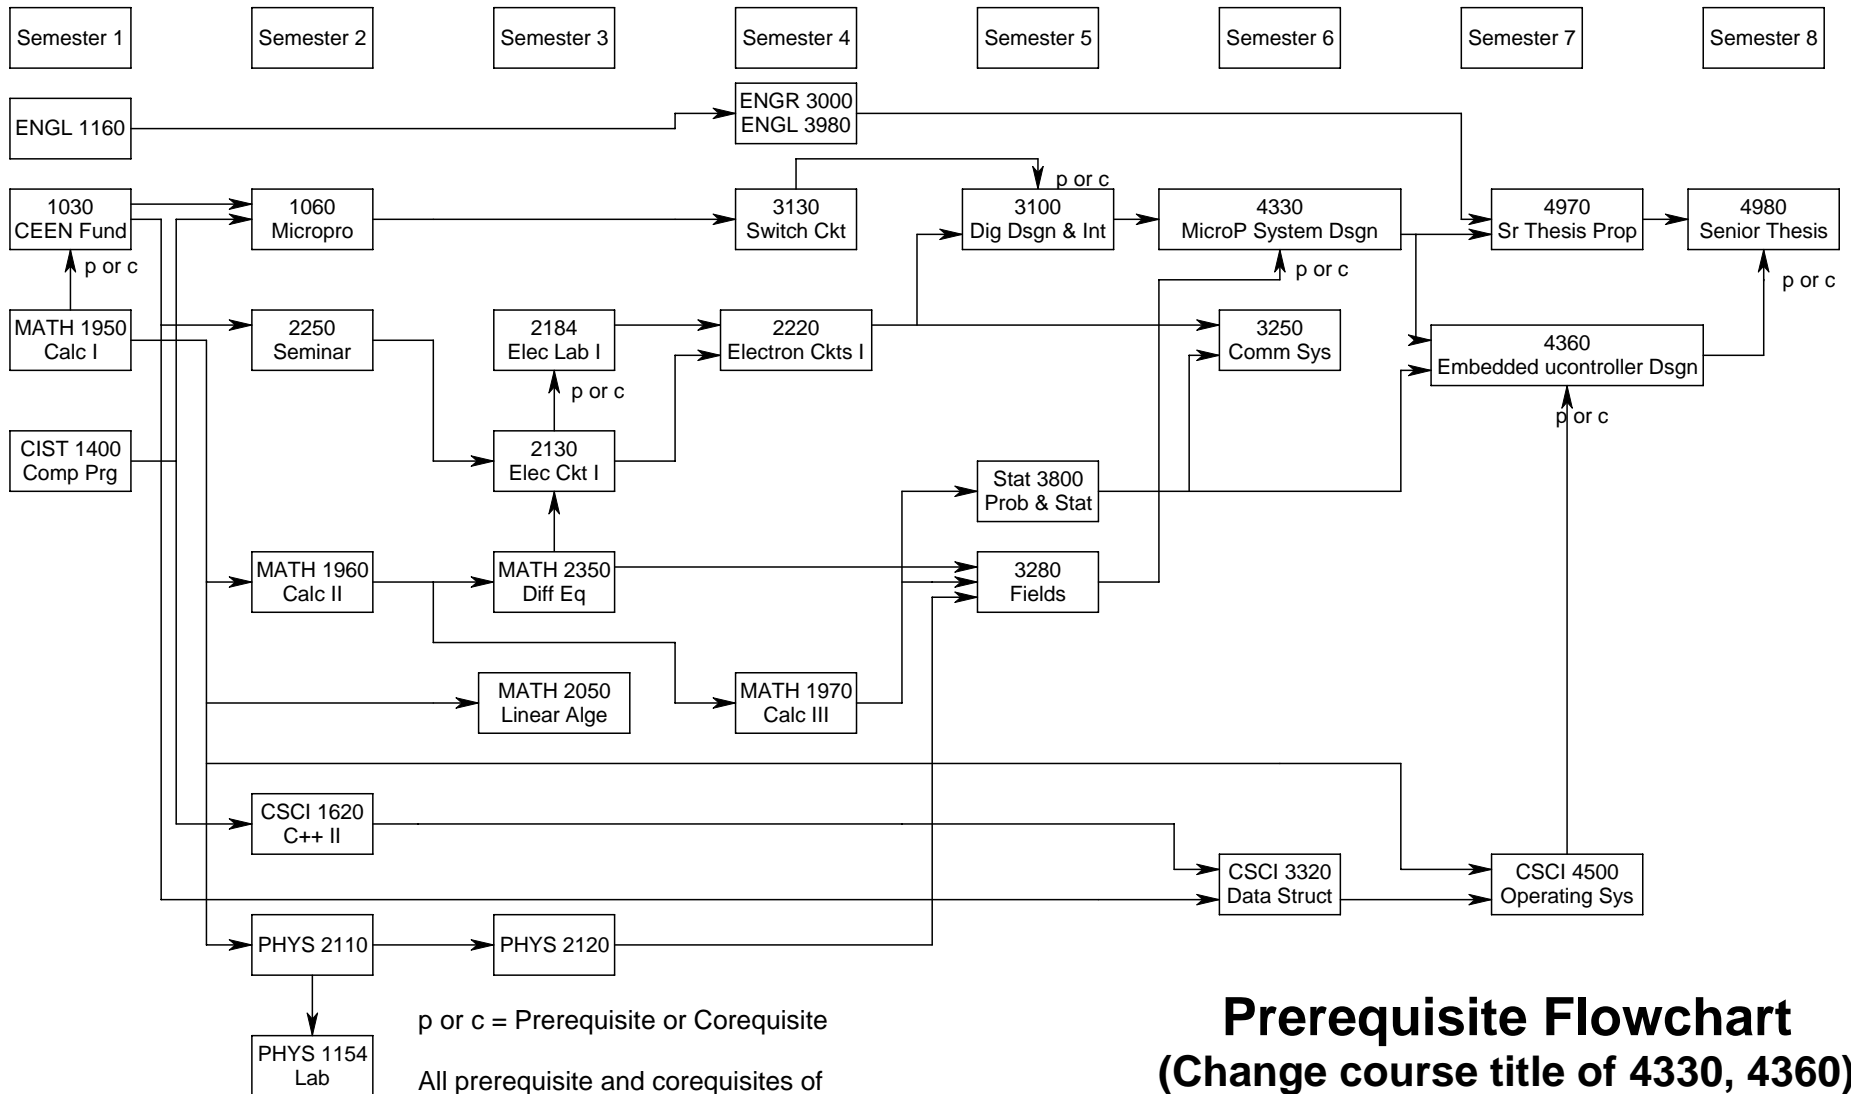 Semester 1
Semester 2
Semester 3
Semester 4
Semester 5
Semester 6
Semester 7
Semester 8
ENGL 1160
ENGR 3000
ENGL 3980
1030
CEEN Fund
1060
Micropro
3130
Switch Ckt
p or c
3100
Dig Dsgn & Int
4330
MicroP System Dsgn
4970
Sr Thesis Prop
4980
Senior Thesis
p or c
p or c
p or c
MATH 1950
Calc I
2250
Seminar
2184
Elec Lab I
2220
Electron Ckts I
3250
Comm Sys
4360
Embedded ucontroller Dsgn
p or c
p or c
CIST 1400
Comp Prg
2130
Elec Ckt I
Stat 3800
Prob & Stat
MATH 1960
Calc II
MATH 2350
Diff Eq
3280
Fields
MATH 2050
Linear Alge
MATH 1970
Calc III
CSCI 1620
C++ II
CSCI 3320
Data Struct
CSCI 4500
Operating Sys
PHYS 2110
PHYS 2120
PHYS 1154
Lab
p or c = Prerequisite or Corequisite
All prerequisite and corequisites of
Prerequisite Flowchart
(Change course title of 4330, 4360)